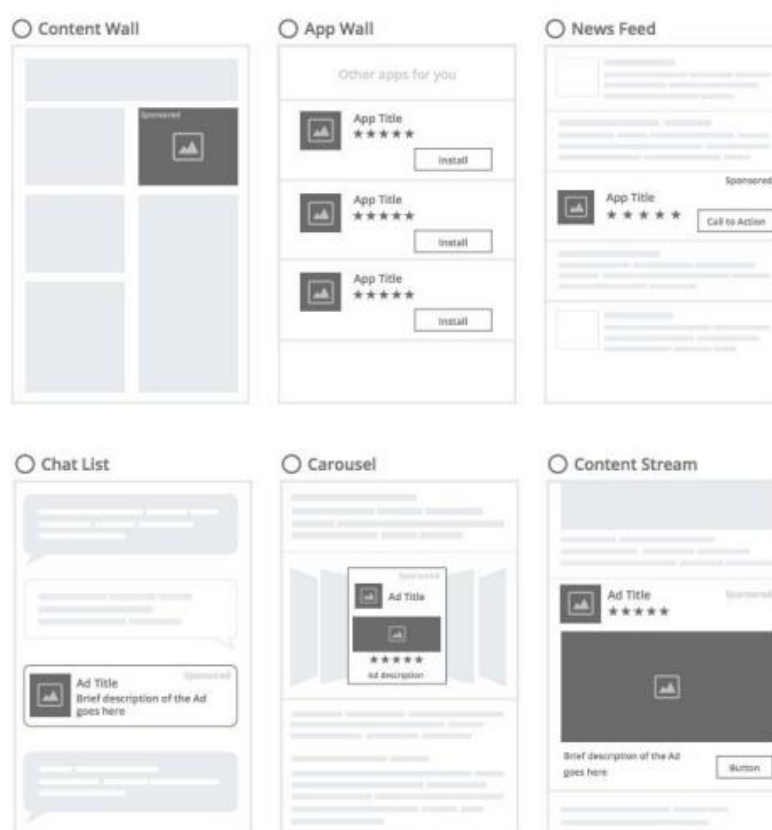 Content Wall
Sponsored
App Wall
Other apps for you
App Title
Install
App Title
Install
App Title
Install
News Feed
Sponsored
App Title
Call to Action
Chat List
Sponsored
Ad Title
Brief description of the Ad
goes here
Carousel
Sponsored
Ad Title
Ad description
Content Stream
Ad Title
Sponsored
Brief description of the Ad
goes here
Button